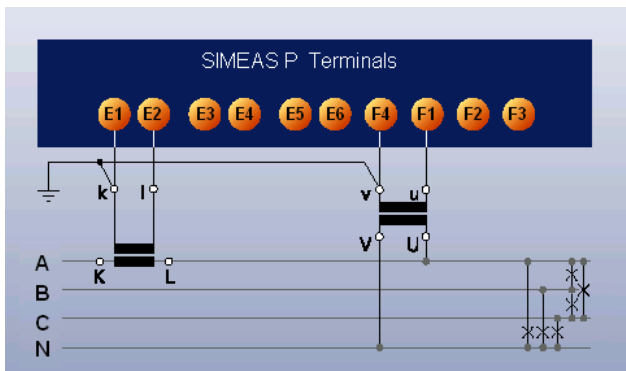 SIMEAS P Terminals
E1 E2 E3 E4 E5 E6 F4 F1 F2 F3
k l v u
V U
A
K L
B
C
N